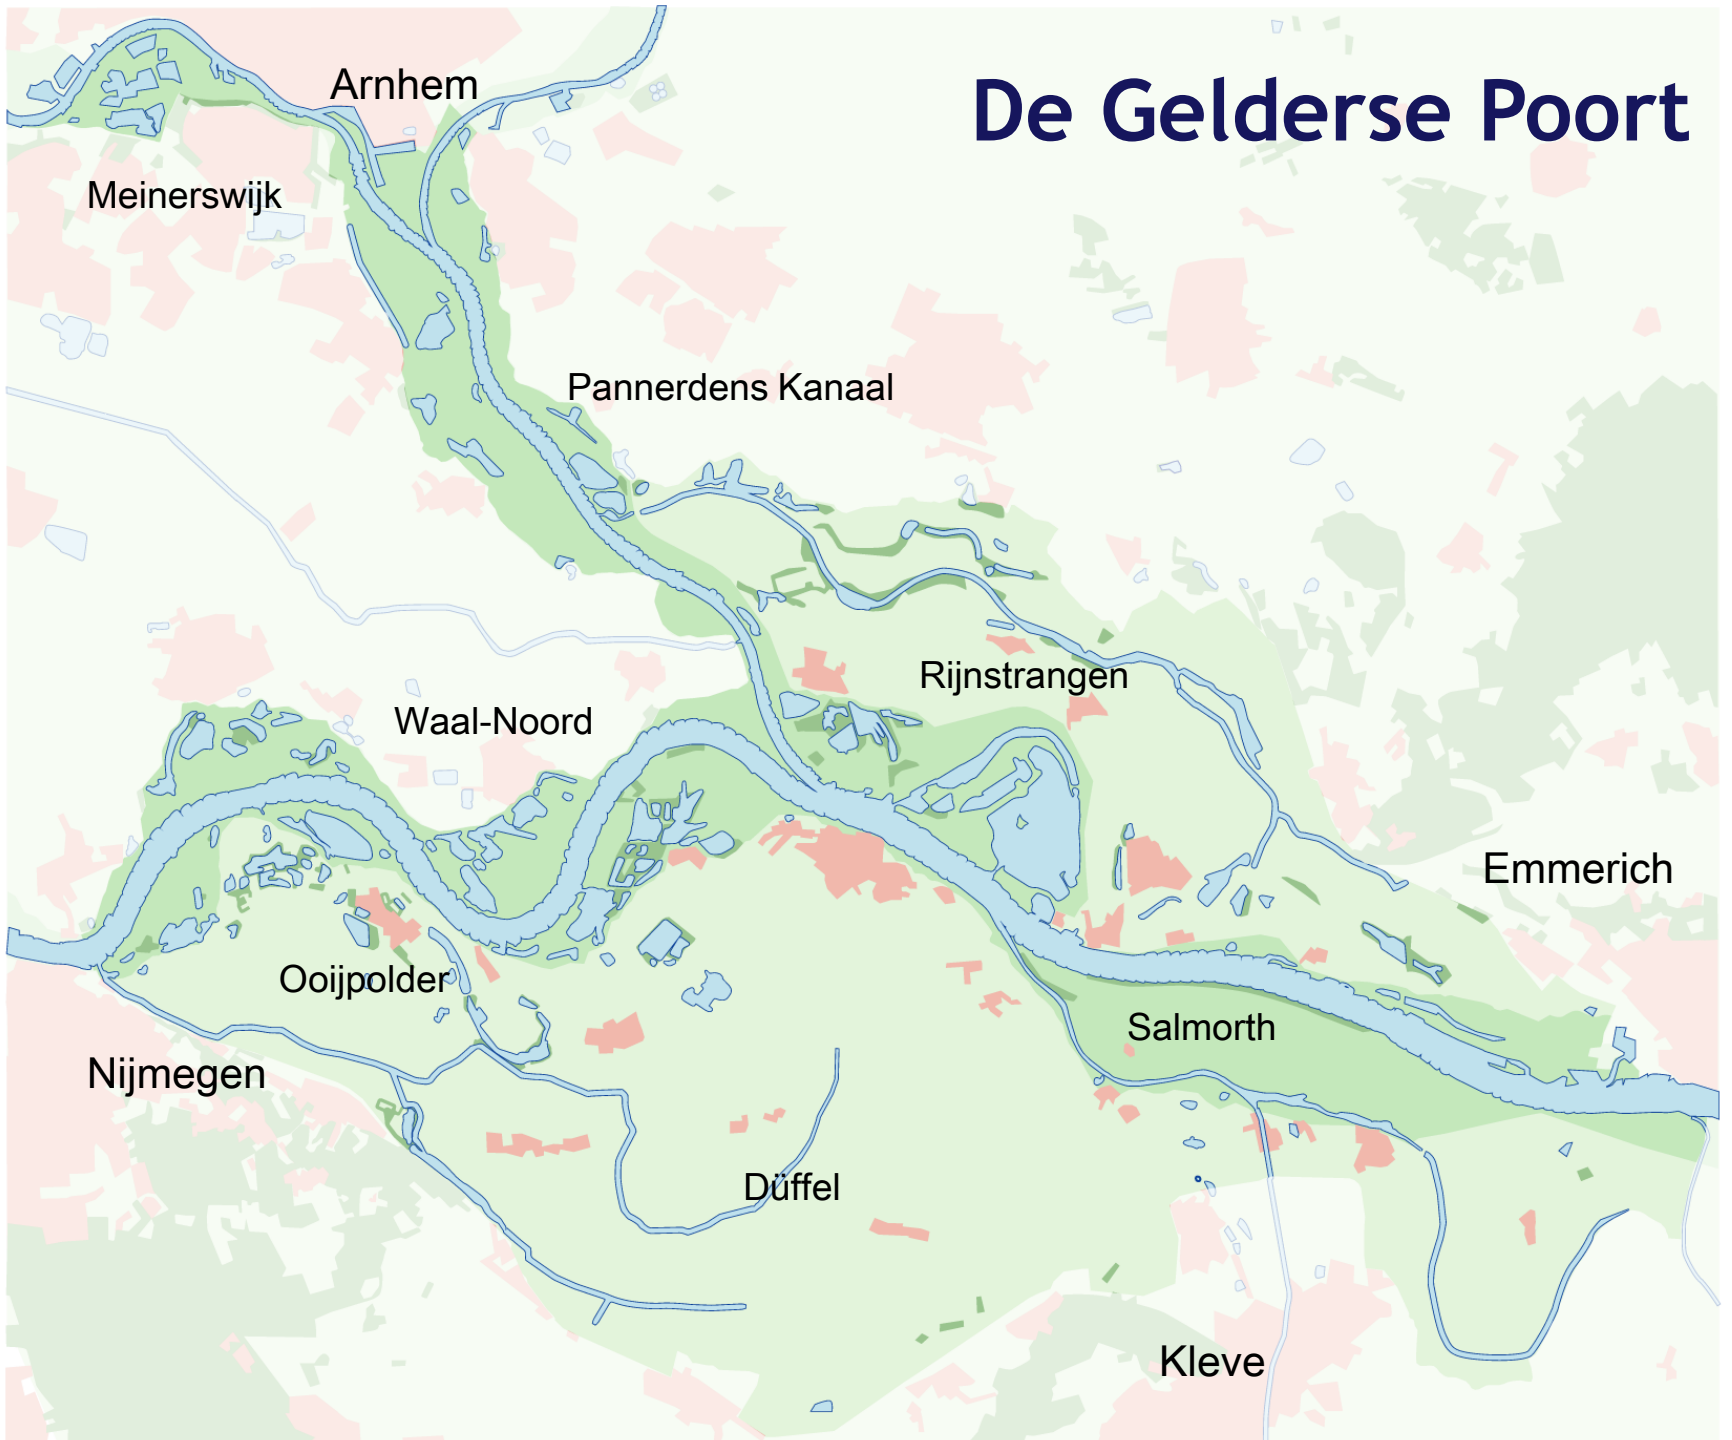 De Gelderse Poort
Arnhem
Meinerswijk
Pannerdens Kanaal
Rijnstrangen
Waal-Noord
Emmerich
Ooijpolder
Salmorth
Nijmegen
Düffel
Kleve